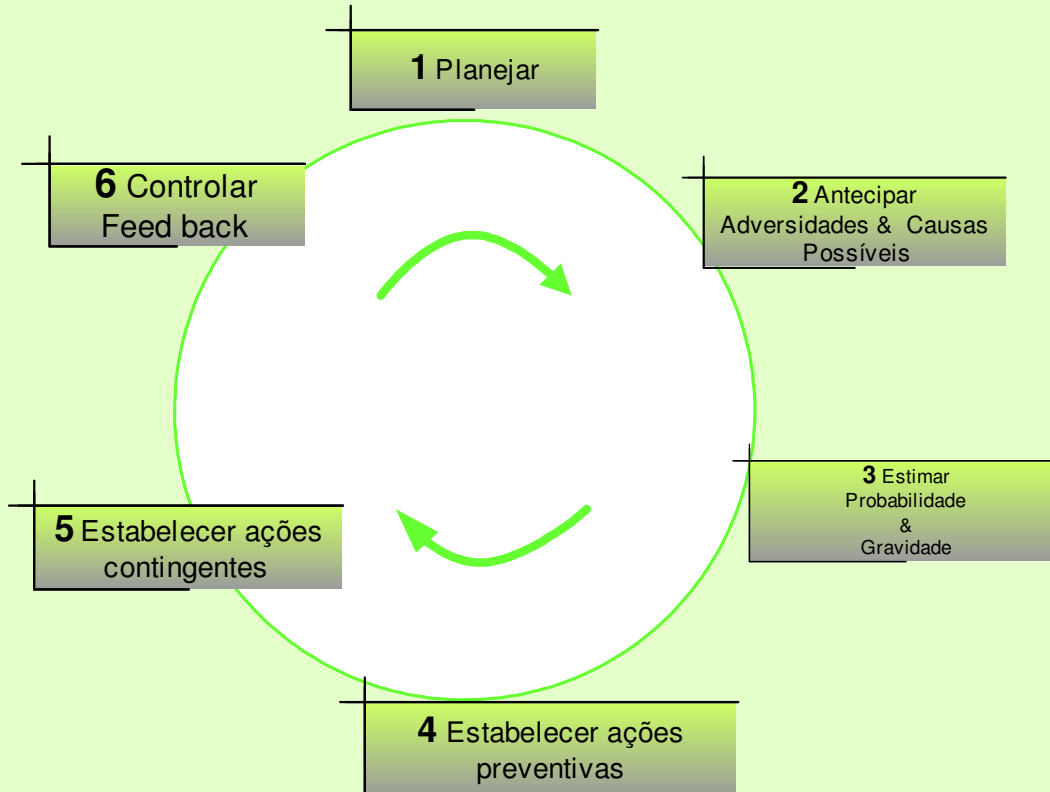 1 Planejar
2 Antecipar
Adversidades & Causas
Possíveis
3 Estimar
Probabilidade
&
Gravidade
4 Estabelecer ações
preventivas
5 Estabelecer ações
contingentes
6 Controlar
Feed back